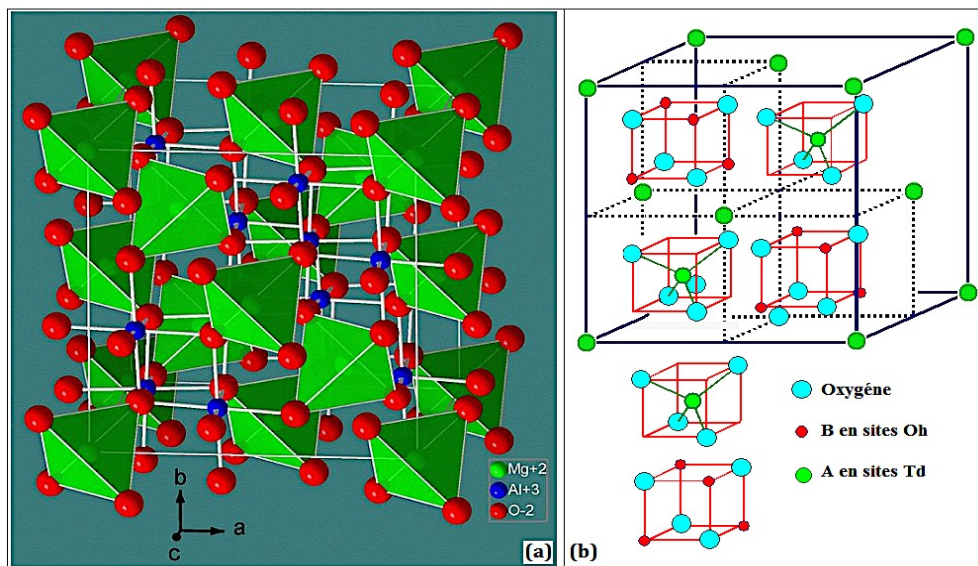 b
a
c
Mg+2
Al+3
O-2
(a)
(b)
Oxygéne
B en sites Oh
A en sites Td